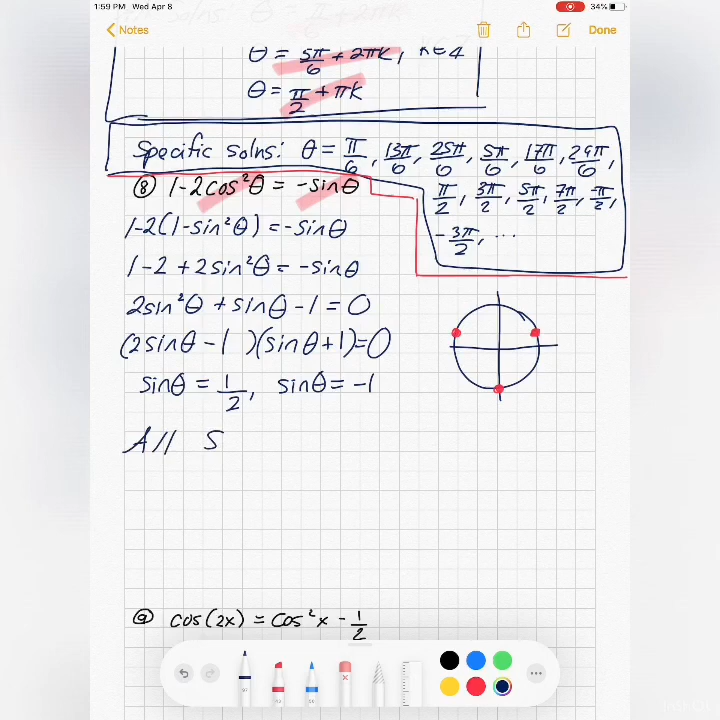 1:59 PM Wed Apr 8
34%
Notes
Done
θ = 5π/6 + 2πk, k∈4
θ = π/2 + πk
Specific solns: θ = π/6, 13π/6, 25π/6, 5π/6, 17π/6, 29π/6,
π/2, 3π/2, 5π/2, 7π/2, -π/2,
-3π/2, ...
⑧ 1-2cos²θ = -sinθ
1-2(1-sin²θ) = -sinθ
1-2+2sin²θ = -sinθ
2sin²θ + sinθ - 1 = 0
(2sinθ - 1 )(sinθ + 1) = 0
sinθ = 1/2, sinθ = -1
All S
⑨ cos(2x) = cos²x - 1/2